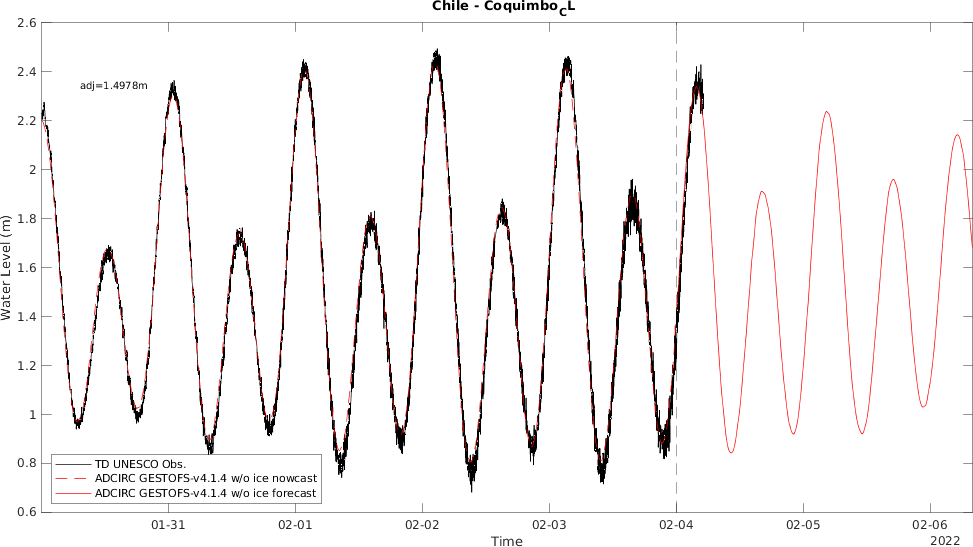 Chile - CoquimboCL
2.6
2.4
2.2
2
1.8
1.6
1.4
1.2
1
0.8
0.6
Water Level (m)
adj=1.4978m
TD UNESCO Obs.
ADCIRC GESTOFS-v4.1.4 w/o ice nowcast
ADCIRC GESTOFS-v4.1.4 w/o ice forecast
01-31
02-01
02-02
02-03
02-04
02-05
02-06
Time
2022